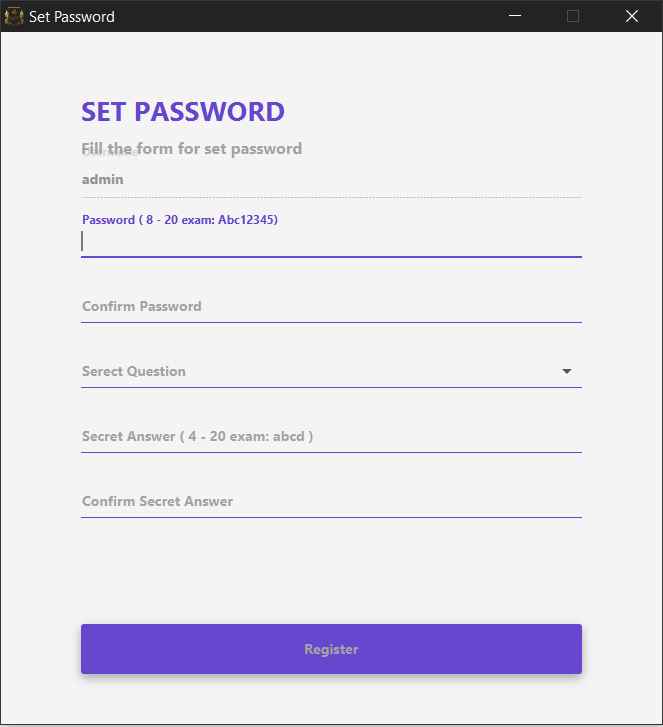 Set Password
SET PASSWORD
Fill the form for set password
Username
admin
Password ( 8 - 20 exam: Abc12345)
Confirm Password
Serect Question
Secret Answer ( 4 - 20 exam: abcd )
Confirm Secret Answer
Register